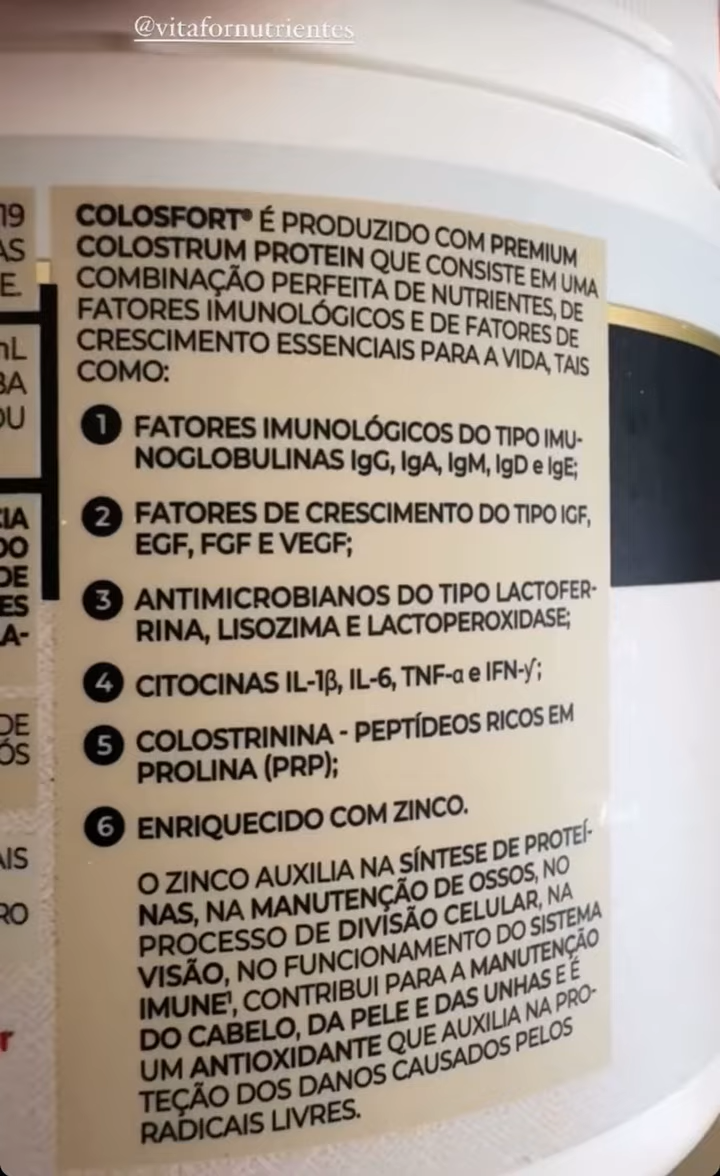 @vitafornutrientes
19
AS
E.
COLOSFORT® É PRODUZIDO COM PREMIUM
COLOSTRUM PROTEIN QUE CONSISTE EM UMA
COMBINAÇÃO PERFEITA DE NUTRIENTES, DE
FATORES IMUNOLÓGICOS E DE FATORES DE
CRESCIMENTO ESSENCIAIS PARA A VIDA, TAIS
COMO:
1 FATORES IMUNOLÓGICOS DO TIPO IMU-
NOGLOBULINAS IgG, IgA, IgM, IgD e IgE;
2 FATORES DE CRESCIMENTO DO TIPO IGF,
EGF, FGF E VEGF;
3 ANTIMICROBIANOS DO TIPO LACTOFER-
RINA, LISOZIMA E LACTOPEROXIDASE;
4 CITOCINAS IL-1β, IL-6, TNF-α e IFN-γ;
5 COLOSTRININA - PEPTÍDEOS RICOS EM
PROLINA (PRP);
6 ENRIQUECIDO COM ZINCO.
O ZINCO AUXILIA NA SÍNTESE DE PROTEÍ-
NAS, NA MANUTENÇÃO DE OSSOS, NO
PROCESSO DE DIVISÃO CELULAR, NA
VISÃO, NO FUNCIONAMENTO DO SISTEMA
IMUNE¹, CONTRIBUI PARA A MANUTENÇÃO
DO CABELO, DA PELE E DAS UNHAS E É
UM ANTIOXIDANTE QUE AUXILIA NA PRO-
TEÇÃO DOS DANOS CAUSADOS PELOS
RADICAIS LIVRES.